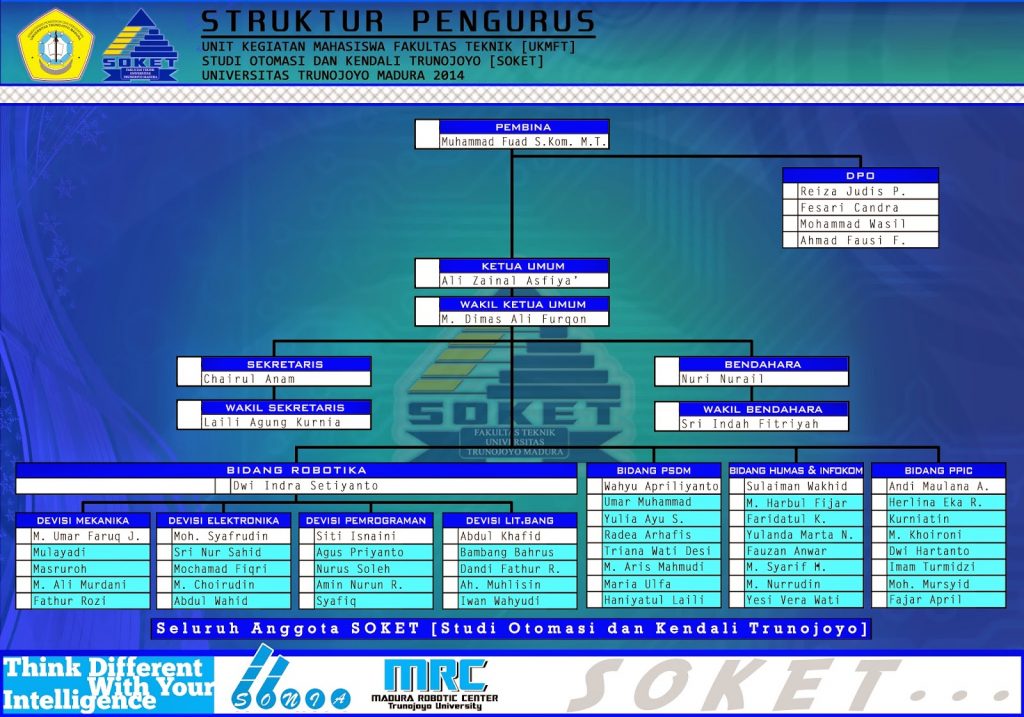 STRUKTUR PENGURUS
UNIT KEGIATAN MAHASISWA FAKULTAS TEKNIK [UKMFT]
STUDI OTOMASI DAN KENDALI TRUNOJOYO [SOKET]
UNIVERSITAS TRUNOJOYO MADURA 2014
SOKET
FAKULTAS TEKNIK
UNIVERSITAS
TRUNOJOYO MADURA
PEMBINA
Muhammad Fuad S.Kom. M.T.
DPO
Reiza Judis P.
Fesari Candra
Mohammad Wasil
Ahmad Fausi F.
KETUA UMUM
Ali Zainal Asfiya'
WAKIL KETUA UMUM
M. Dimas Ali Furqon
SEKRETARIS
Chairul Anam
WAKIL SEKRETARIS
Laili Agung Kurnia
BENDAHARA
Nuri Nurail
WAKIL BENDAHARA
Sri Indah Fitriyah
SOKET
FAKULTAS TEKNIK
UNIVERSITAS
TRUNOJOYO MADURA
BIDANG ROBOTIKA
Dwi Indra Setiyanto
DEVISI MEKANIKA
M. Umar Faruq J.
Mulayadi
Masruroh
M. Ali Murdani
Fathur Rozi
DEVISI ELEKTRONIKA
Moh. Syafrudin
Sri Nur Sahid
Mochamad Fiqri
M. Choirudin
Abdul Wahid
DEVISI PEMROGRAMAN
Siti Isnaini
Agus Priyanto
Nurus Soleh
Amin Nurun R.
Syafiq
DEVISI LIT.BANG
Abdul Khafid
Bambang Bahrus
Dandi Fathur R.
Ah. Muhlisin
Iwan Wahyudi
BIDANG PSDM
Wahyu Apriliyanto
Umar Muhammad
Yulia Ayu S.
Radea Arhafis
Triana Wati Desi
M. Aris Mahmudi
Maria Ulfa
Haniyatul Laili
BIDANG HUMAS & INFOKOM
Sulaiman Wakhid
M. Harbul Fijar
Faridatul K.
Yulanda Marta N.
Fauzan Anwar
M. Syarif M.
M. Nurrudin
Yesi Vera Wati
BIDANG PPIC
Andi Maulana A.
Herlina Eka R.
Kurniatin
M. Khoironi
Dwi Hartanto
Imam Turmidzi
Moh. Mursyid
Fajar April
Seluruh Anggota SOKET [Studi Otomasi dan Kendali Trunojoyo]
Think Different
With Your
Intelligence
SONIA
MRC
MADURA ROBOTIC CENTER
Trunojoyo University
SOKET...